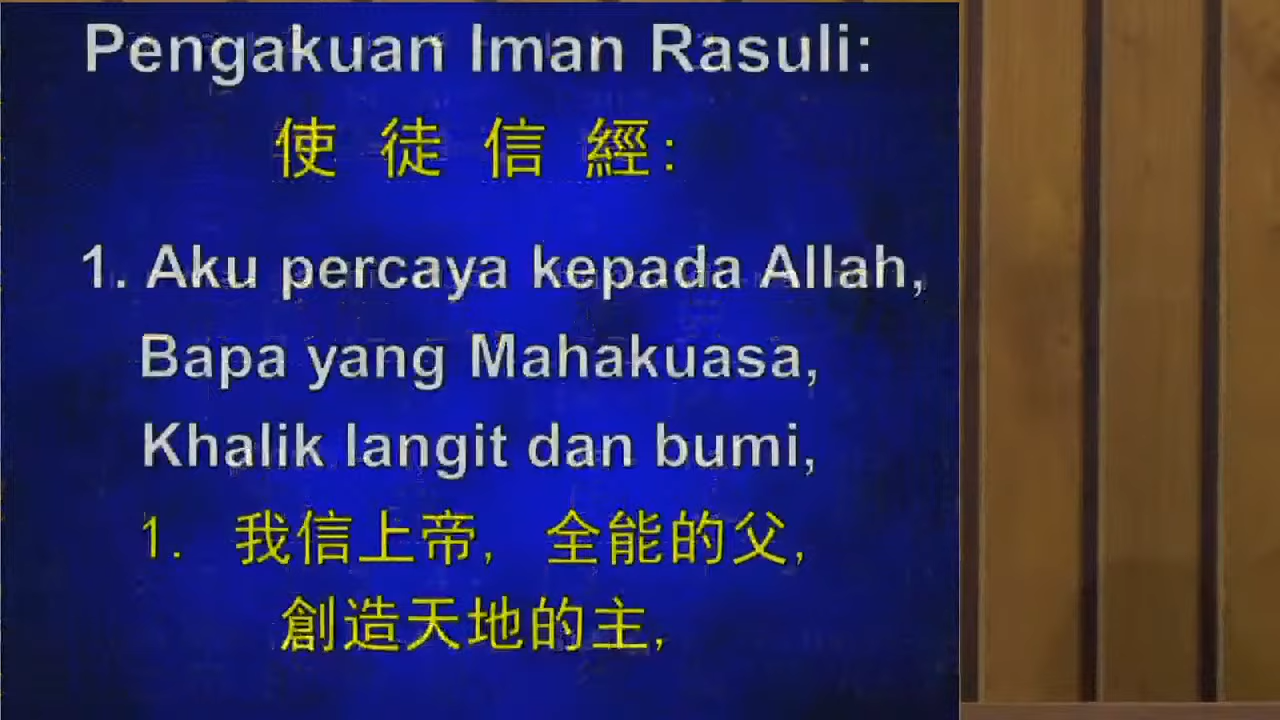 Pengakuan Iman Rasuli:
使 徒 信 經:
1. Aku percaya kepada Allah,
Bapa yang Mahakuasa,
Khalik langit dan bumi,
1. 我信上帝, 全能的父,
創造天地的主,